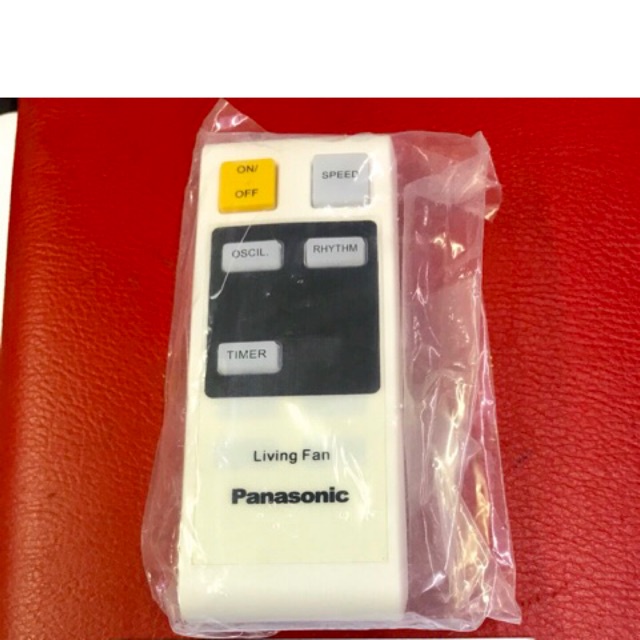 ON/
OFF
SPEED
OSCIL.
RHYTHM
TIMER
Living Fan
Panasonic